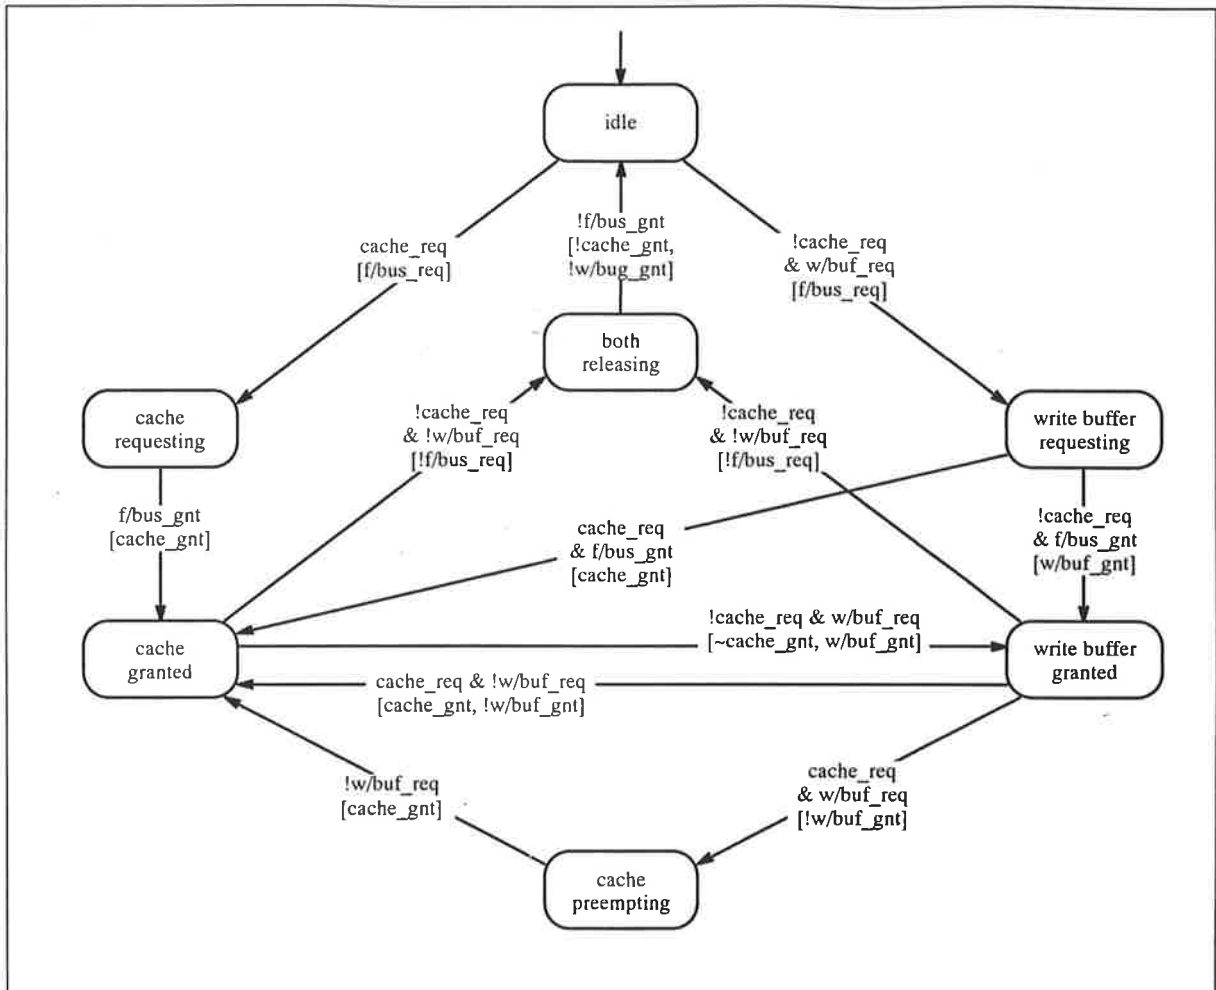 idle
!f/bus_gnt
[!cache_gnt,
!w/bug_gnt]
cache_req
[f/bus_req]
!cache_req
& w/buf_req
[f/bus_req]
both
releasing
cache
requesting
!cache_req
& !w/buf_req
[!f/bus_req]
!cache_req
& !w/buf_req
[!f/bus_req]
write buffer
requesting
f/bus_gnt
[cache_gnt]
cache_req
& f/bus_gnt
[cache_gnt]
!cache_req
& f/bus_gnt
[w/buf_gnt]
!cache_req & w/buf_req
[~cache_gnt, w/buf_gnt]
cache
granted
write buffer
granted
cache_req & !w/buf_req
[cache_gnt, !w/buf_gnt]
!w/buf_req
[cache_gnt]
cache_req
& w/buf_req
[!w/buf_gnt]
cache
preempting